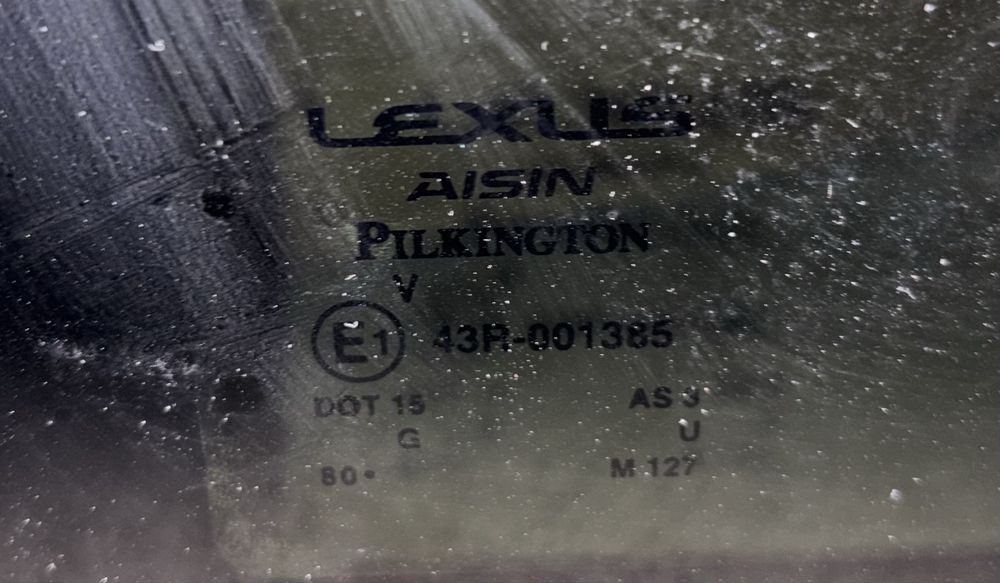 LEXUS
AISIN
PILKINGTON
V
E1 43R-001385
DOT 15 AS 3
G U
80• M 127